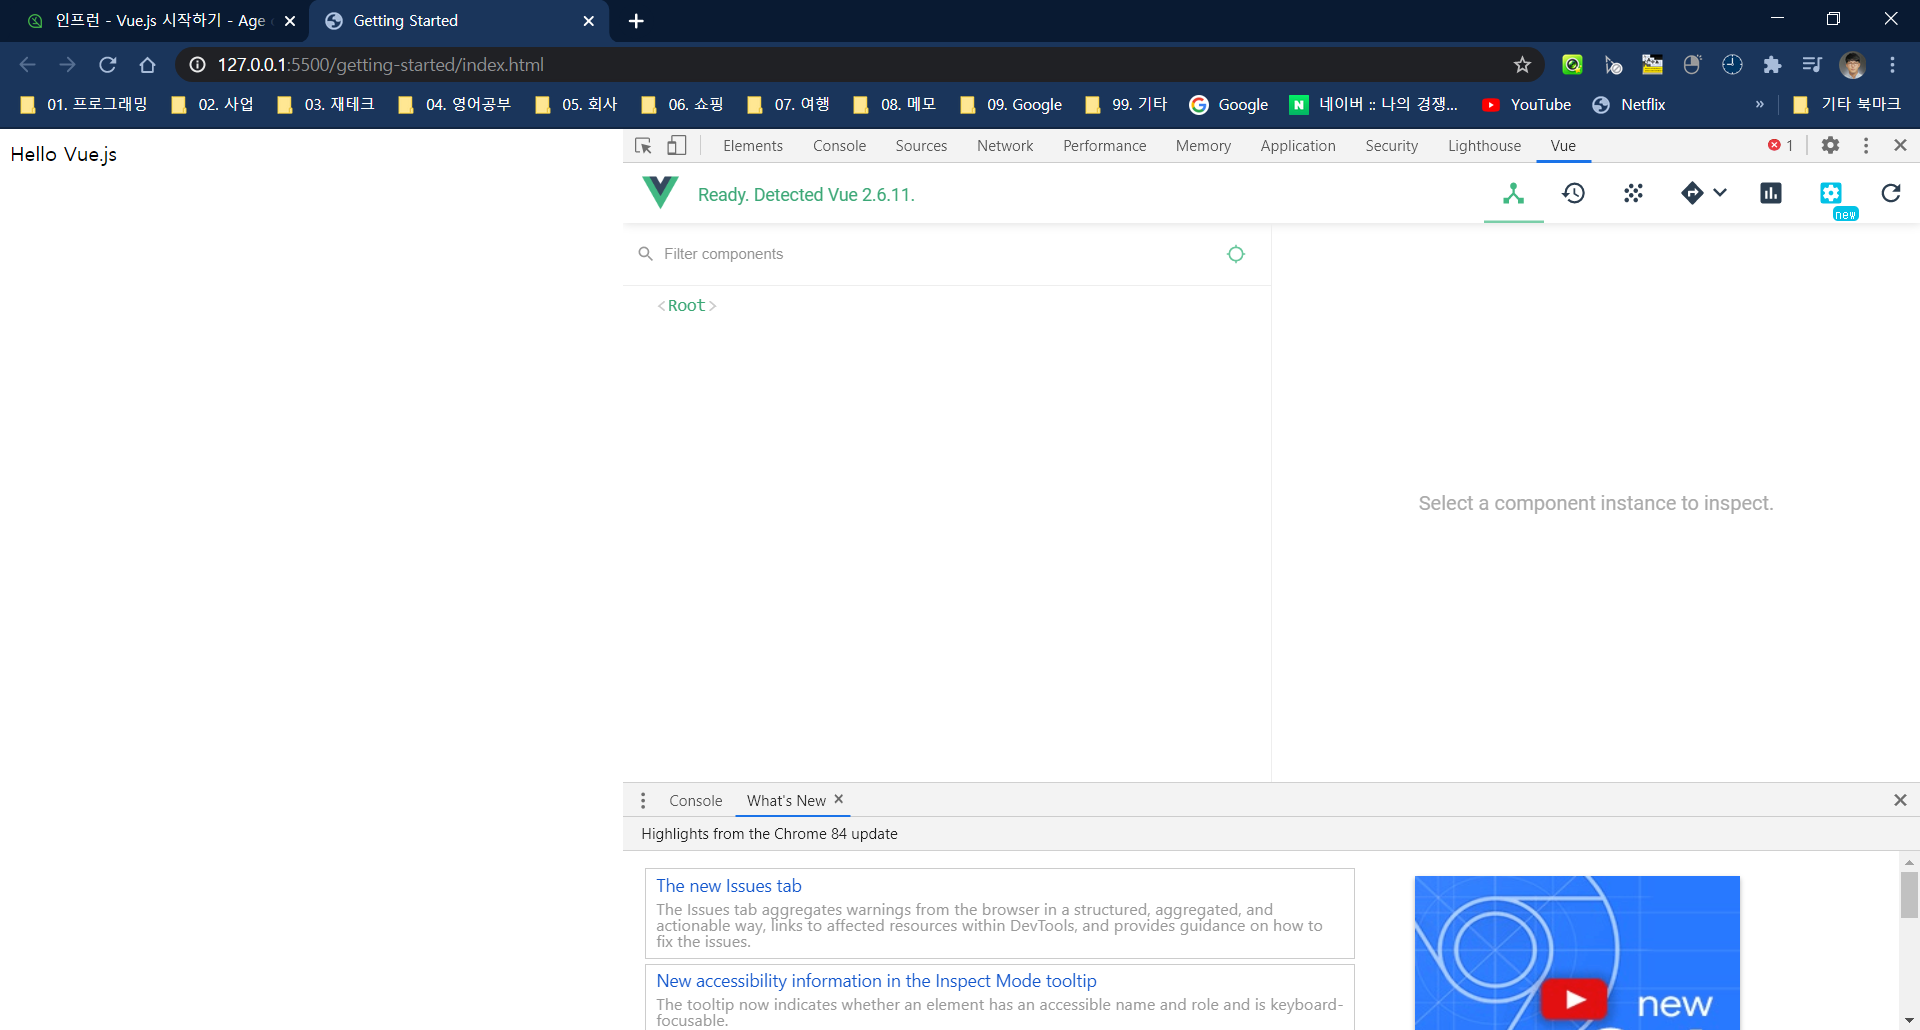 인프런 - Vue.js 시작하기 - Age
Getting Started
127.0.0.1:5500/getting-started/index.html
01. 프로그래밍
02. 사업
03. 재테크
04. 영어공부
05. 회사
06. 쇼핑
07. 여행
08. 메모
09. Google
99. 기타
Google
네이버 :: 나의 경쟁...
YouTube
Netflix
»
기타 북마크
Hello Vue.js
Elements
Console
Sources
Network
Performance
Memory
Application
Security
Lighthouse
Vue
1
Ready. Detected Vue 2.6.11.
new
Filter components
<Root>
Select a component instance to inspect.
Console
What's New
Highlights from the Chrome 84 update
The new Issues tab
The Issues tab aggregates warnings from the browser in a structured, aggregated, and
actionable way, links to affected resources within DevTools, and provides guidance on how to
fix the issues.
New accessibility information in the Inspect Mode tooltip
The tooltip now indicates whether an element has an accessible name and role and is keyboard-
focusable.
new